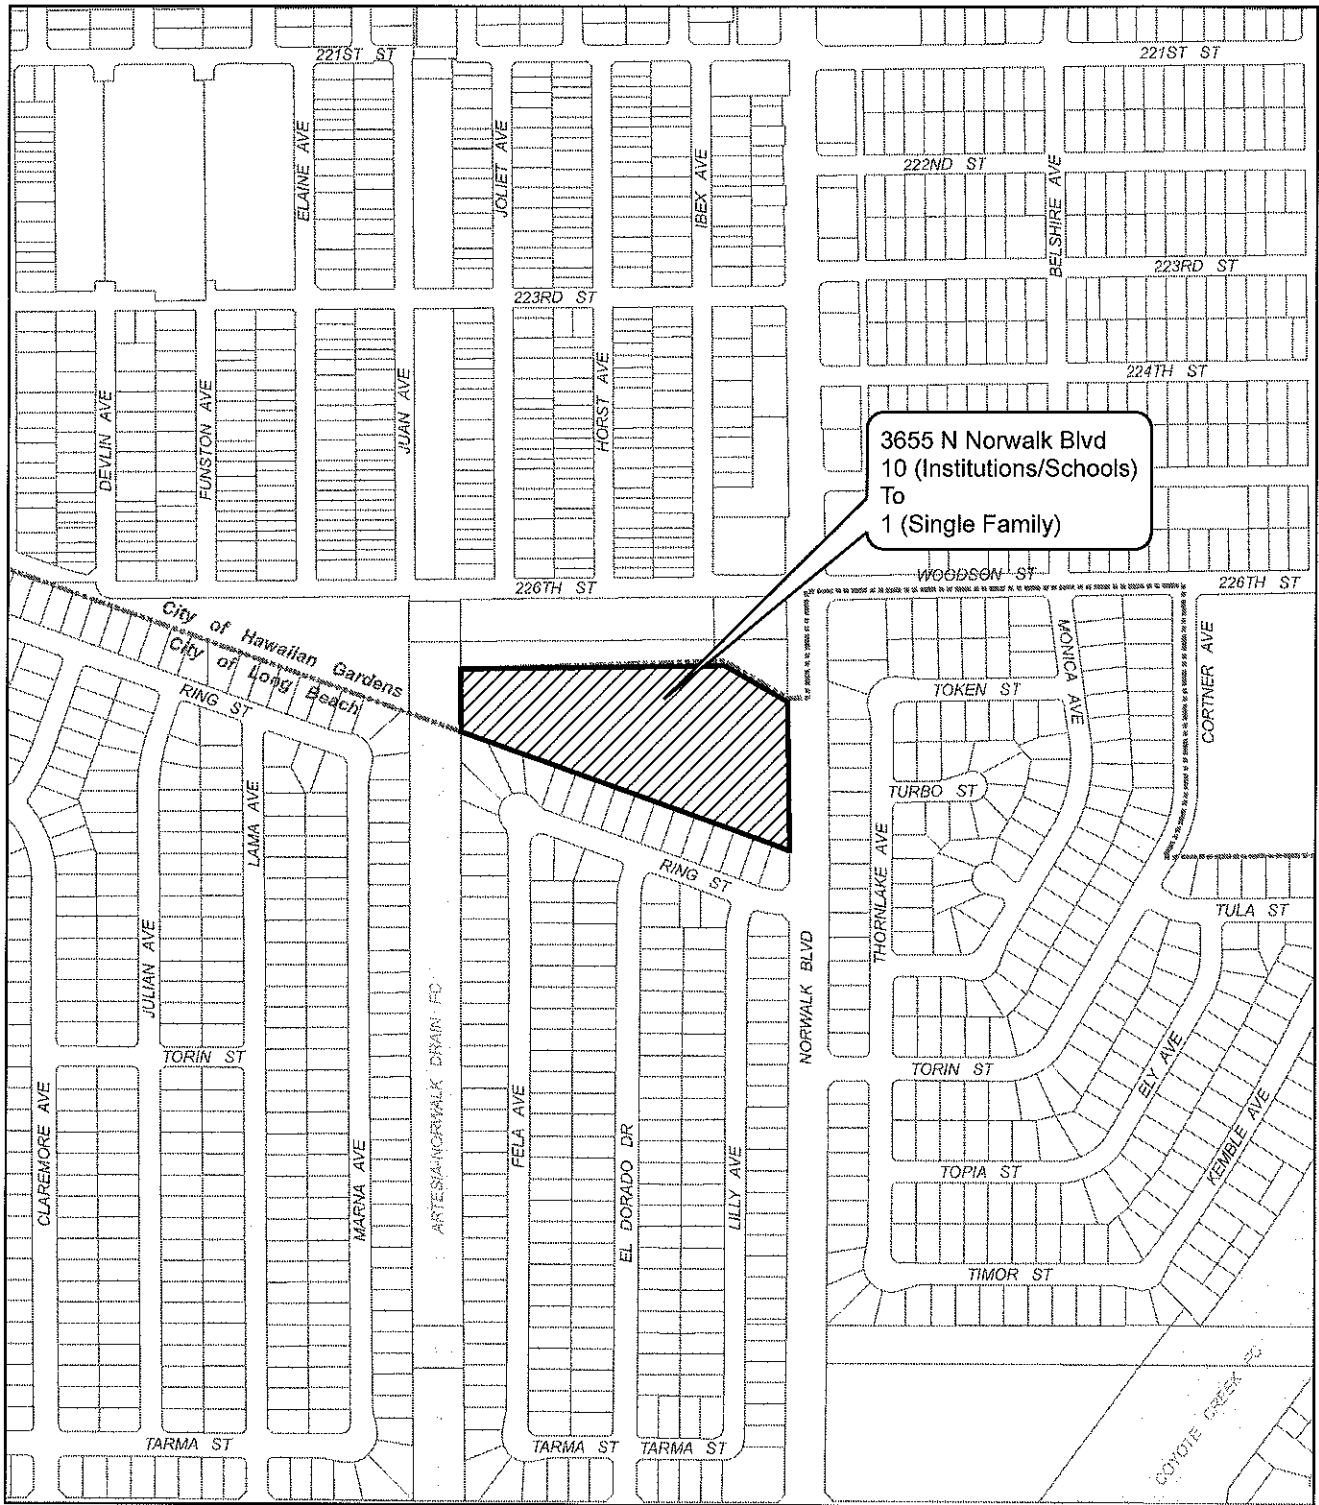 221ST ST
221ST ST
ELAINE AVE
JOLIET AVE
IBEX AVE
222ND ST
BELSHIRE AVE
223RD ST
223RD ST
224TH ST
DEVLIN AVE
FUNSTON AVE
JUAN AVE
HORST AVE
3655 N Norwalk Blvd
10 (Institutions/Schools)
To
1 (Single Family)
226TH ST
WOODSON ST
226TH ST
City of Hawaiian Gardens
City of Long Beach
RING ST
MONICA AVE
CORTNER AVE
TOKEN ST
TURBO ST
LAMA AVE
THORNLAKE AVE
RING ST
TULA ST
JULIAN AVE
NORWALK BLVD
ARTESIA-NORWALK DRAIN FC
TORIN ST
TORIN ST
ELY AVE
CLAREMORE AVE
MARNA AVE
FELA AVE
EL DORADO DR
LILLY AVE
TOPIA ST
KEMBLE AVE
TIMOR ST
COYOTE CREEK FC
TARMA ST
TARMA ST
TARMA ST